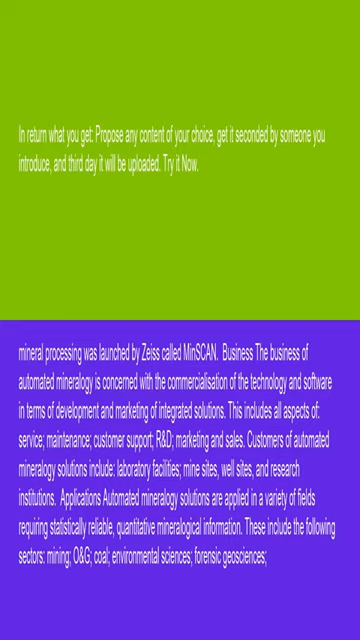 In return what you get: Propose any content of your choice, get it seconded by someone you
introduce, and third day it will be uploaded. Try it Now.
mineral processing was launched by Zeiss called MinSCAN.  Business The business of
automated mineralogy is concerned with the commercialisation of the technology and software
in terms of development and marketing of integrated solutions. This includes all aspects of:
service; maintenance; customer support; R&D; marketing and sales. Customers of automated
mineralogy solutions include: laboratory facilities; mine sites, well sites, and research
institutions.  Applications Automated mineralogy solutions are applied in a variety of fields
requiring statistically reliable, quantitative mineralogical information. These include the following
sectors: mining; O&G; coal; environmental sciences; forensic geosciences;